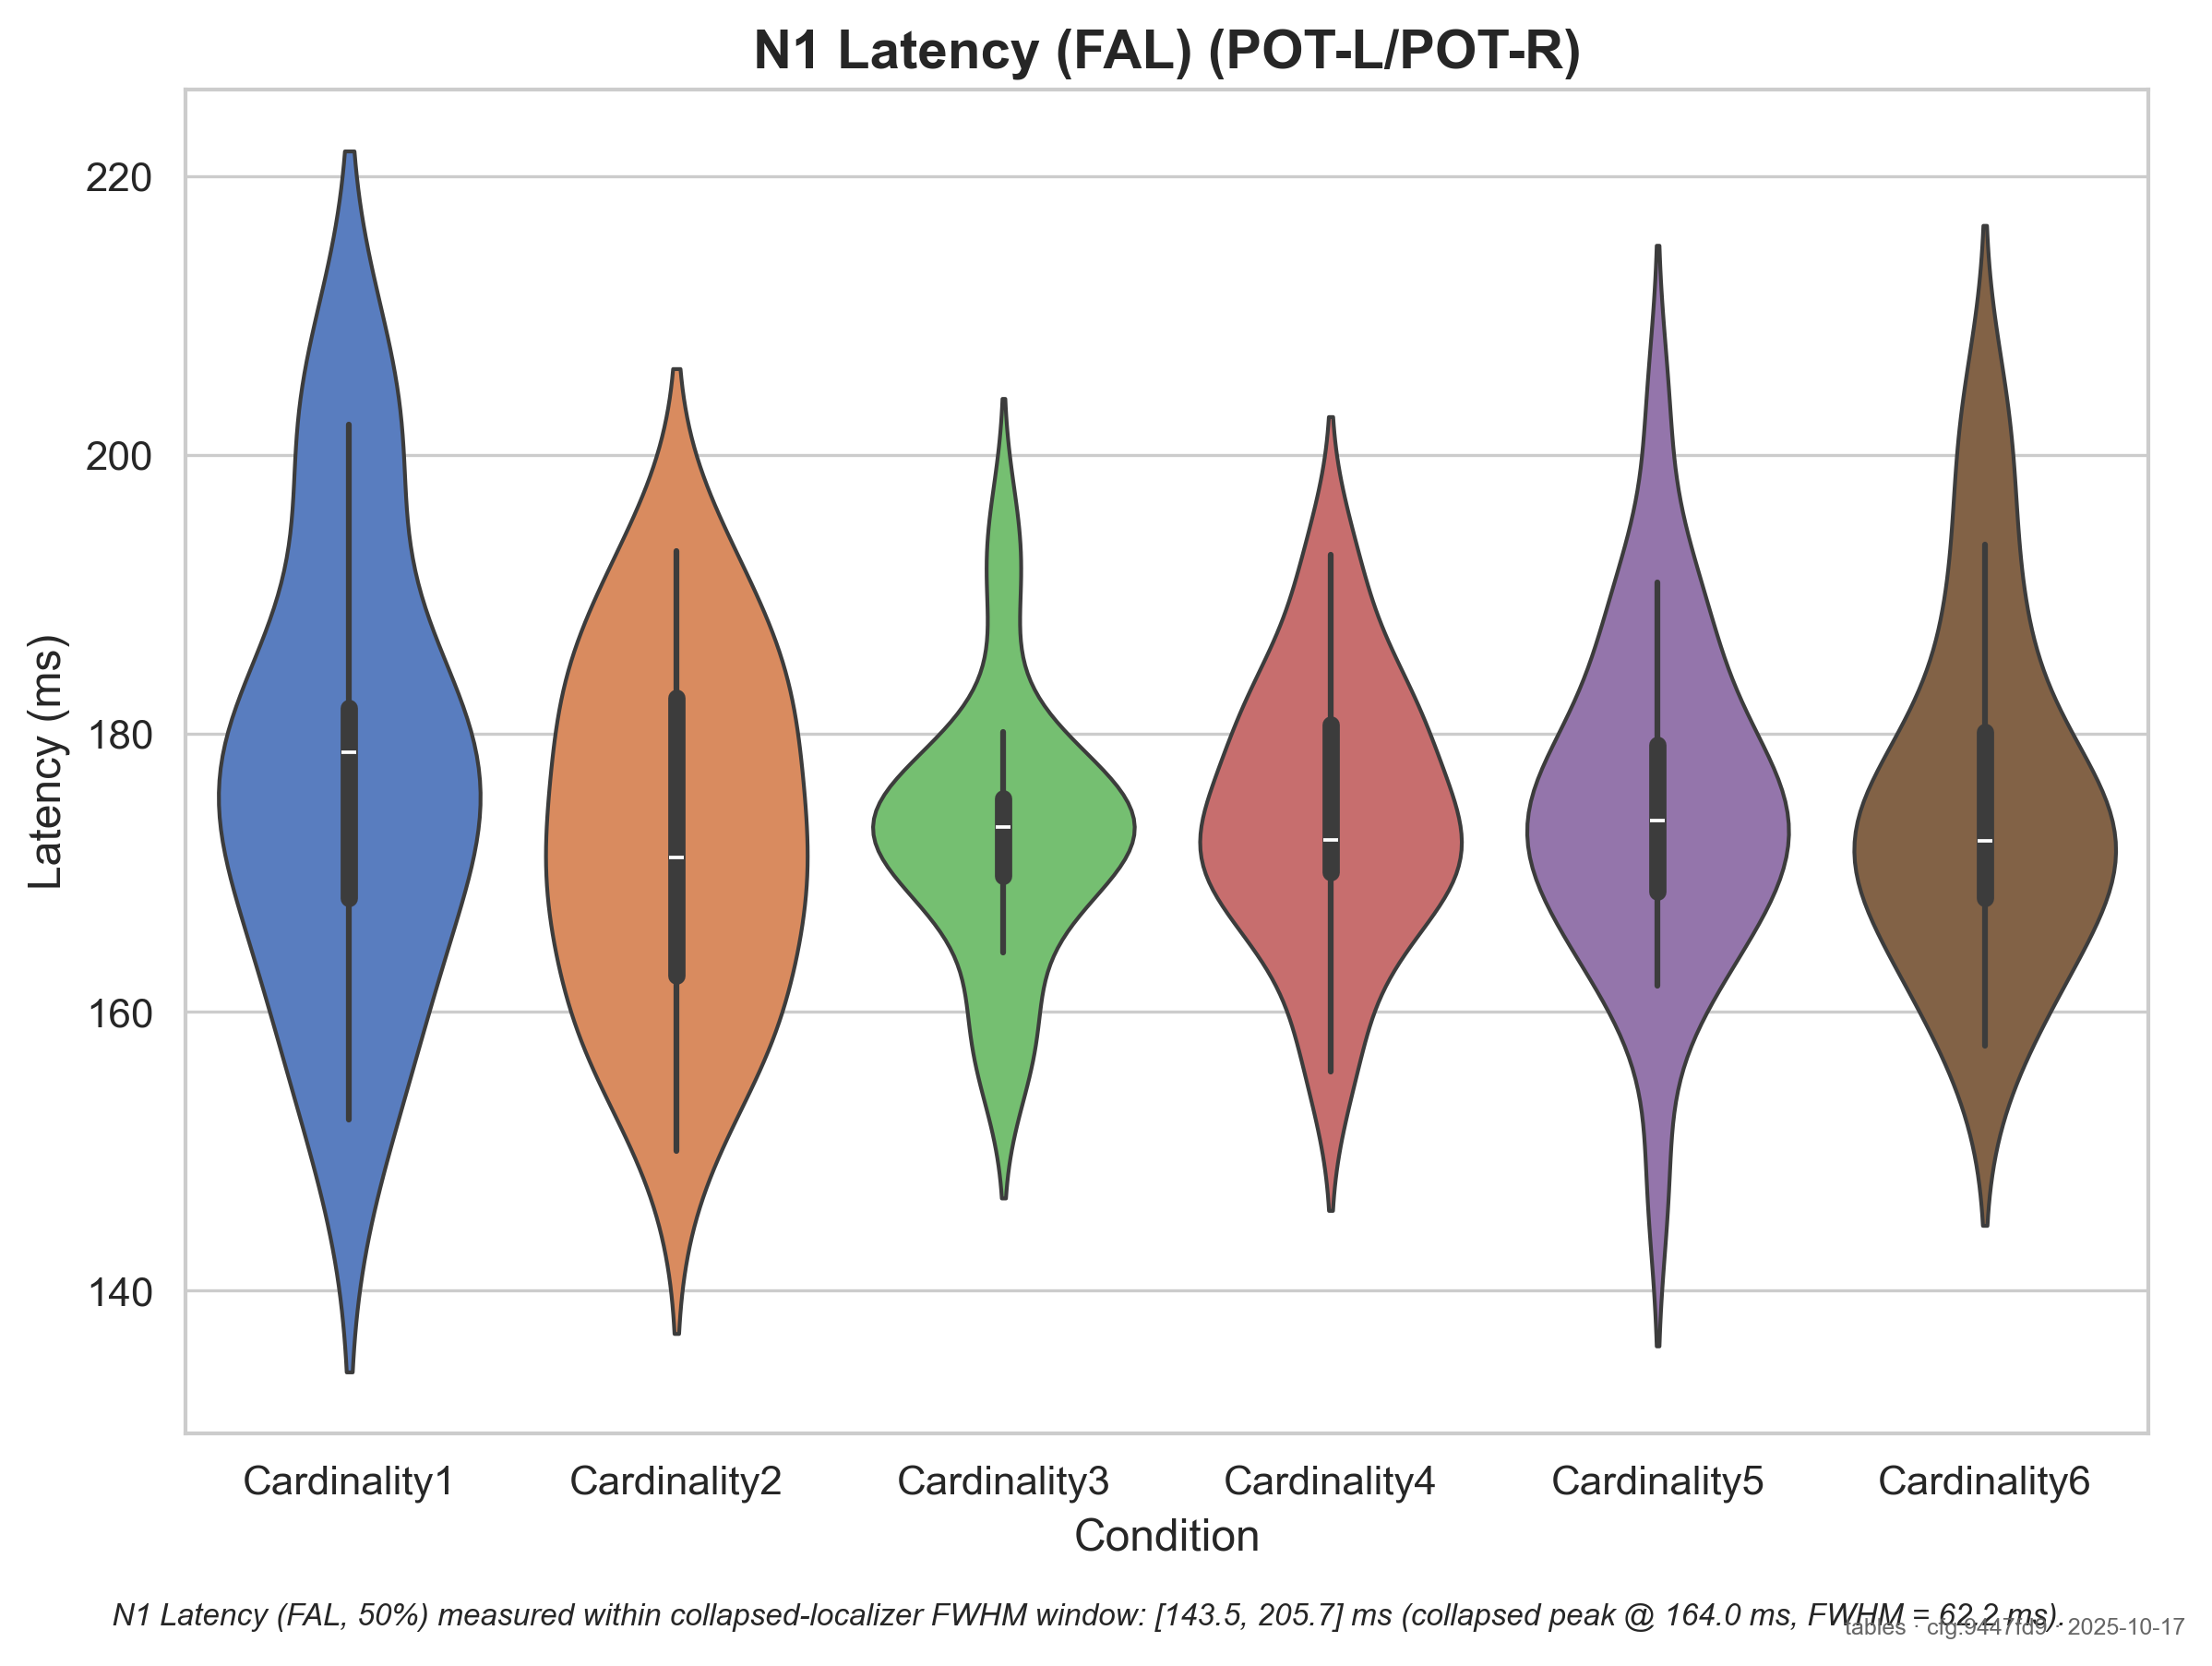 N1 Latency (FAL) (POT-L/POT-R)
Latency (ms)
220
200
180
160
140
Cardinality1 Cardinality2 Cardinality3 Cardinality4 Cardinality5 Cardinality6
Condition
N1 Latency (FAL, 50%) measured within collapsed-localizer FWHM window: [143.5, 205.7] ms (collapsed peak @ 164.0 ms, FWHM = 62.2 ms).
tables · cfg:9447fd9 · 2025-10-17